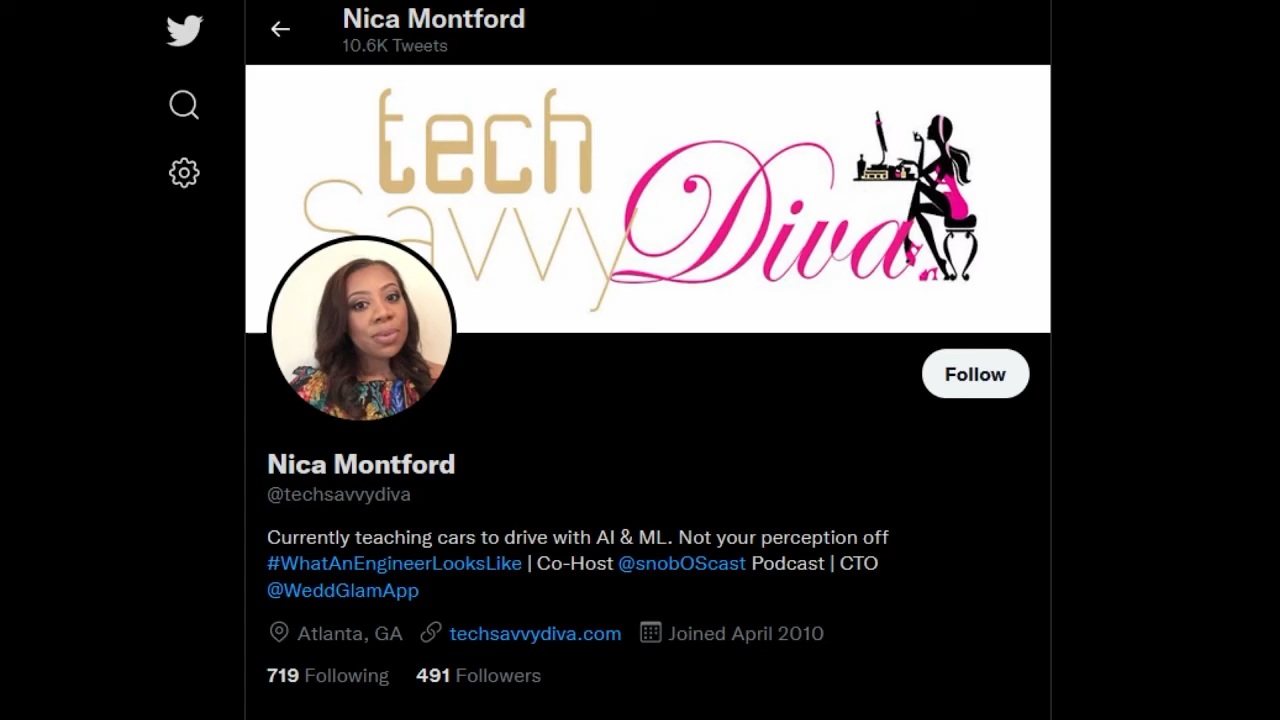 Nica Montford
10.6K Tweets
tech
savvy
Diva
Follow
Nica Montford
@techsavvydiva
Currently teaching cars to drive with AI & ML. Not your perception off
#WhatAnEngineerLooksLike | Co-Host @snobOScast Podcast | CTO
@WeddGlamApp
Atlanta, GA techsavvydiva.com Joined April 2010
719 Following 491 Followers